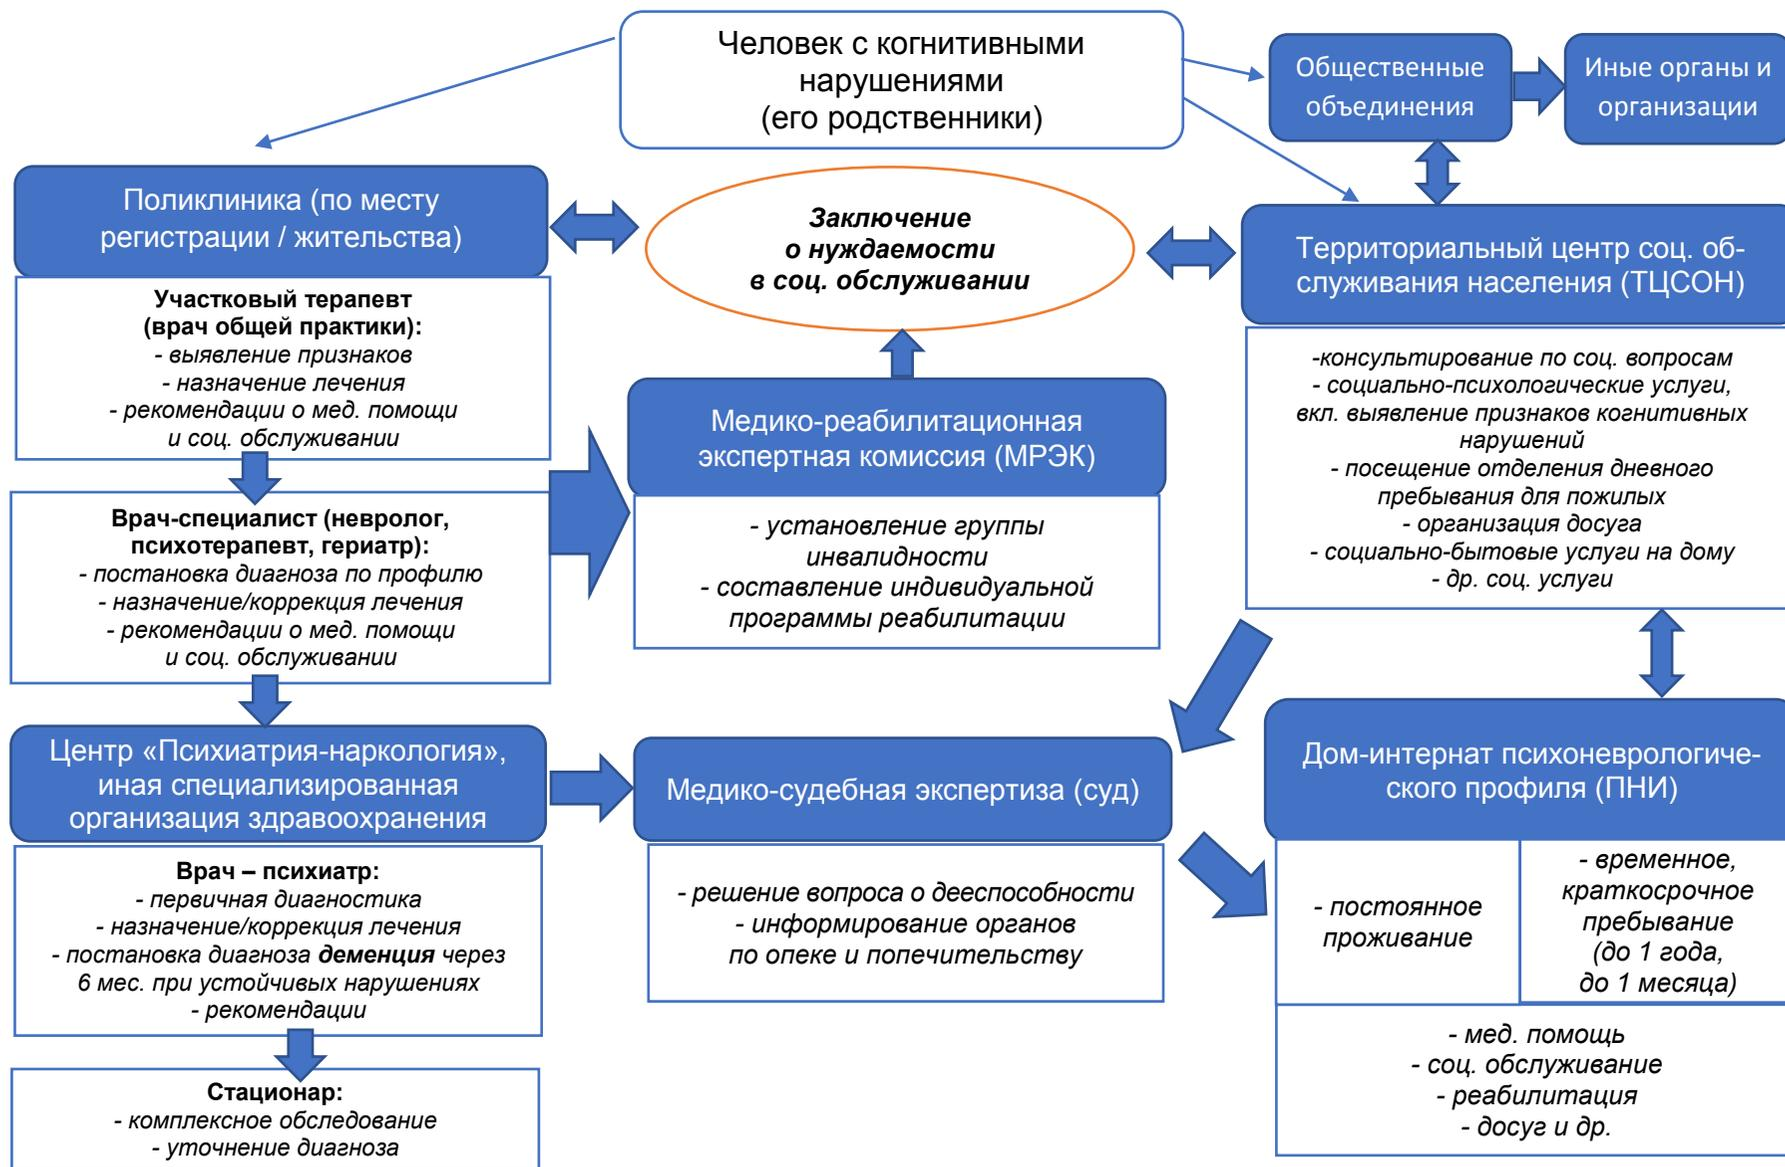 Человек с когнитивными
нарушениями
(его родственники)
Общественные
объединения
Иные органы и
организации
Поликлиника (по месту
регистрации / жительства)
Заключение
о нуждаемости
в соц. обслуживании
Территориальный центр соц. об-
служивания населения (ТЦСОН)
Участковый терапевт
(врач общей практики):
- выявление признаков
- назначение лечения
- рекомендации о мед. помощи
и соц. обслуживании
Медико-реабилитационная
экспертная комиссия (МРЭК)
- установление группы
инвалидности
- составление индивидуальной
программы реабилитации
-консультирование по соц. вопросам
- социально-психологические услуги,
вкл. выявление признаков когнитивных
нарушений
- посещение отделения дневного
пребывания для пожилых
- организация досуга
- социально-бытовые услуги на дому
- др. соц. услуги
Врач-специалист (невролог,
психотерапевт, гериатр):
- постановка диагноза по профилю
- назначение/коррекция лечения
- рекомендации о мед. помощи
и соц. обслуживании
Центр «Психиатрия-наркология»,
иная специализированная
организация здравоохранения
Медико-судебная экспертиза (суд)
Дом-интернат психоневрологиче-
ского профиля (ПНИ)
Врач – психиатр:
- первичная диагностика
- назначение/коррекция лечения
- постановка диагноза деменция через
6 мес. при устойчивых нарушениях
- рекомендации
- решение вопроса о дееспособности
- информирование органов
по опеке и попечительству
- постоянное
проживание
- временное,
краткосрочное
пребывание
(до 1 года,
до 1 месяца)
- мед. помощь
- соц. обслуживание
- реабилитация
- досуг и др.
Стационар:
- комплексное обследование
- уточнение диагноза